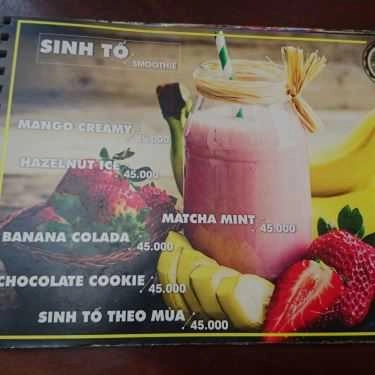 SINH TỐ
SMOOTHIE
MANGO CREAMY 45.000
HAZELNUT ICE 45.000
MATCHA MINT 45.000
BANANA COLADA 45.000
CHOCOLATE COOKIE 45.000
SINH TỐ THEO MÙA 45.000